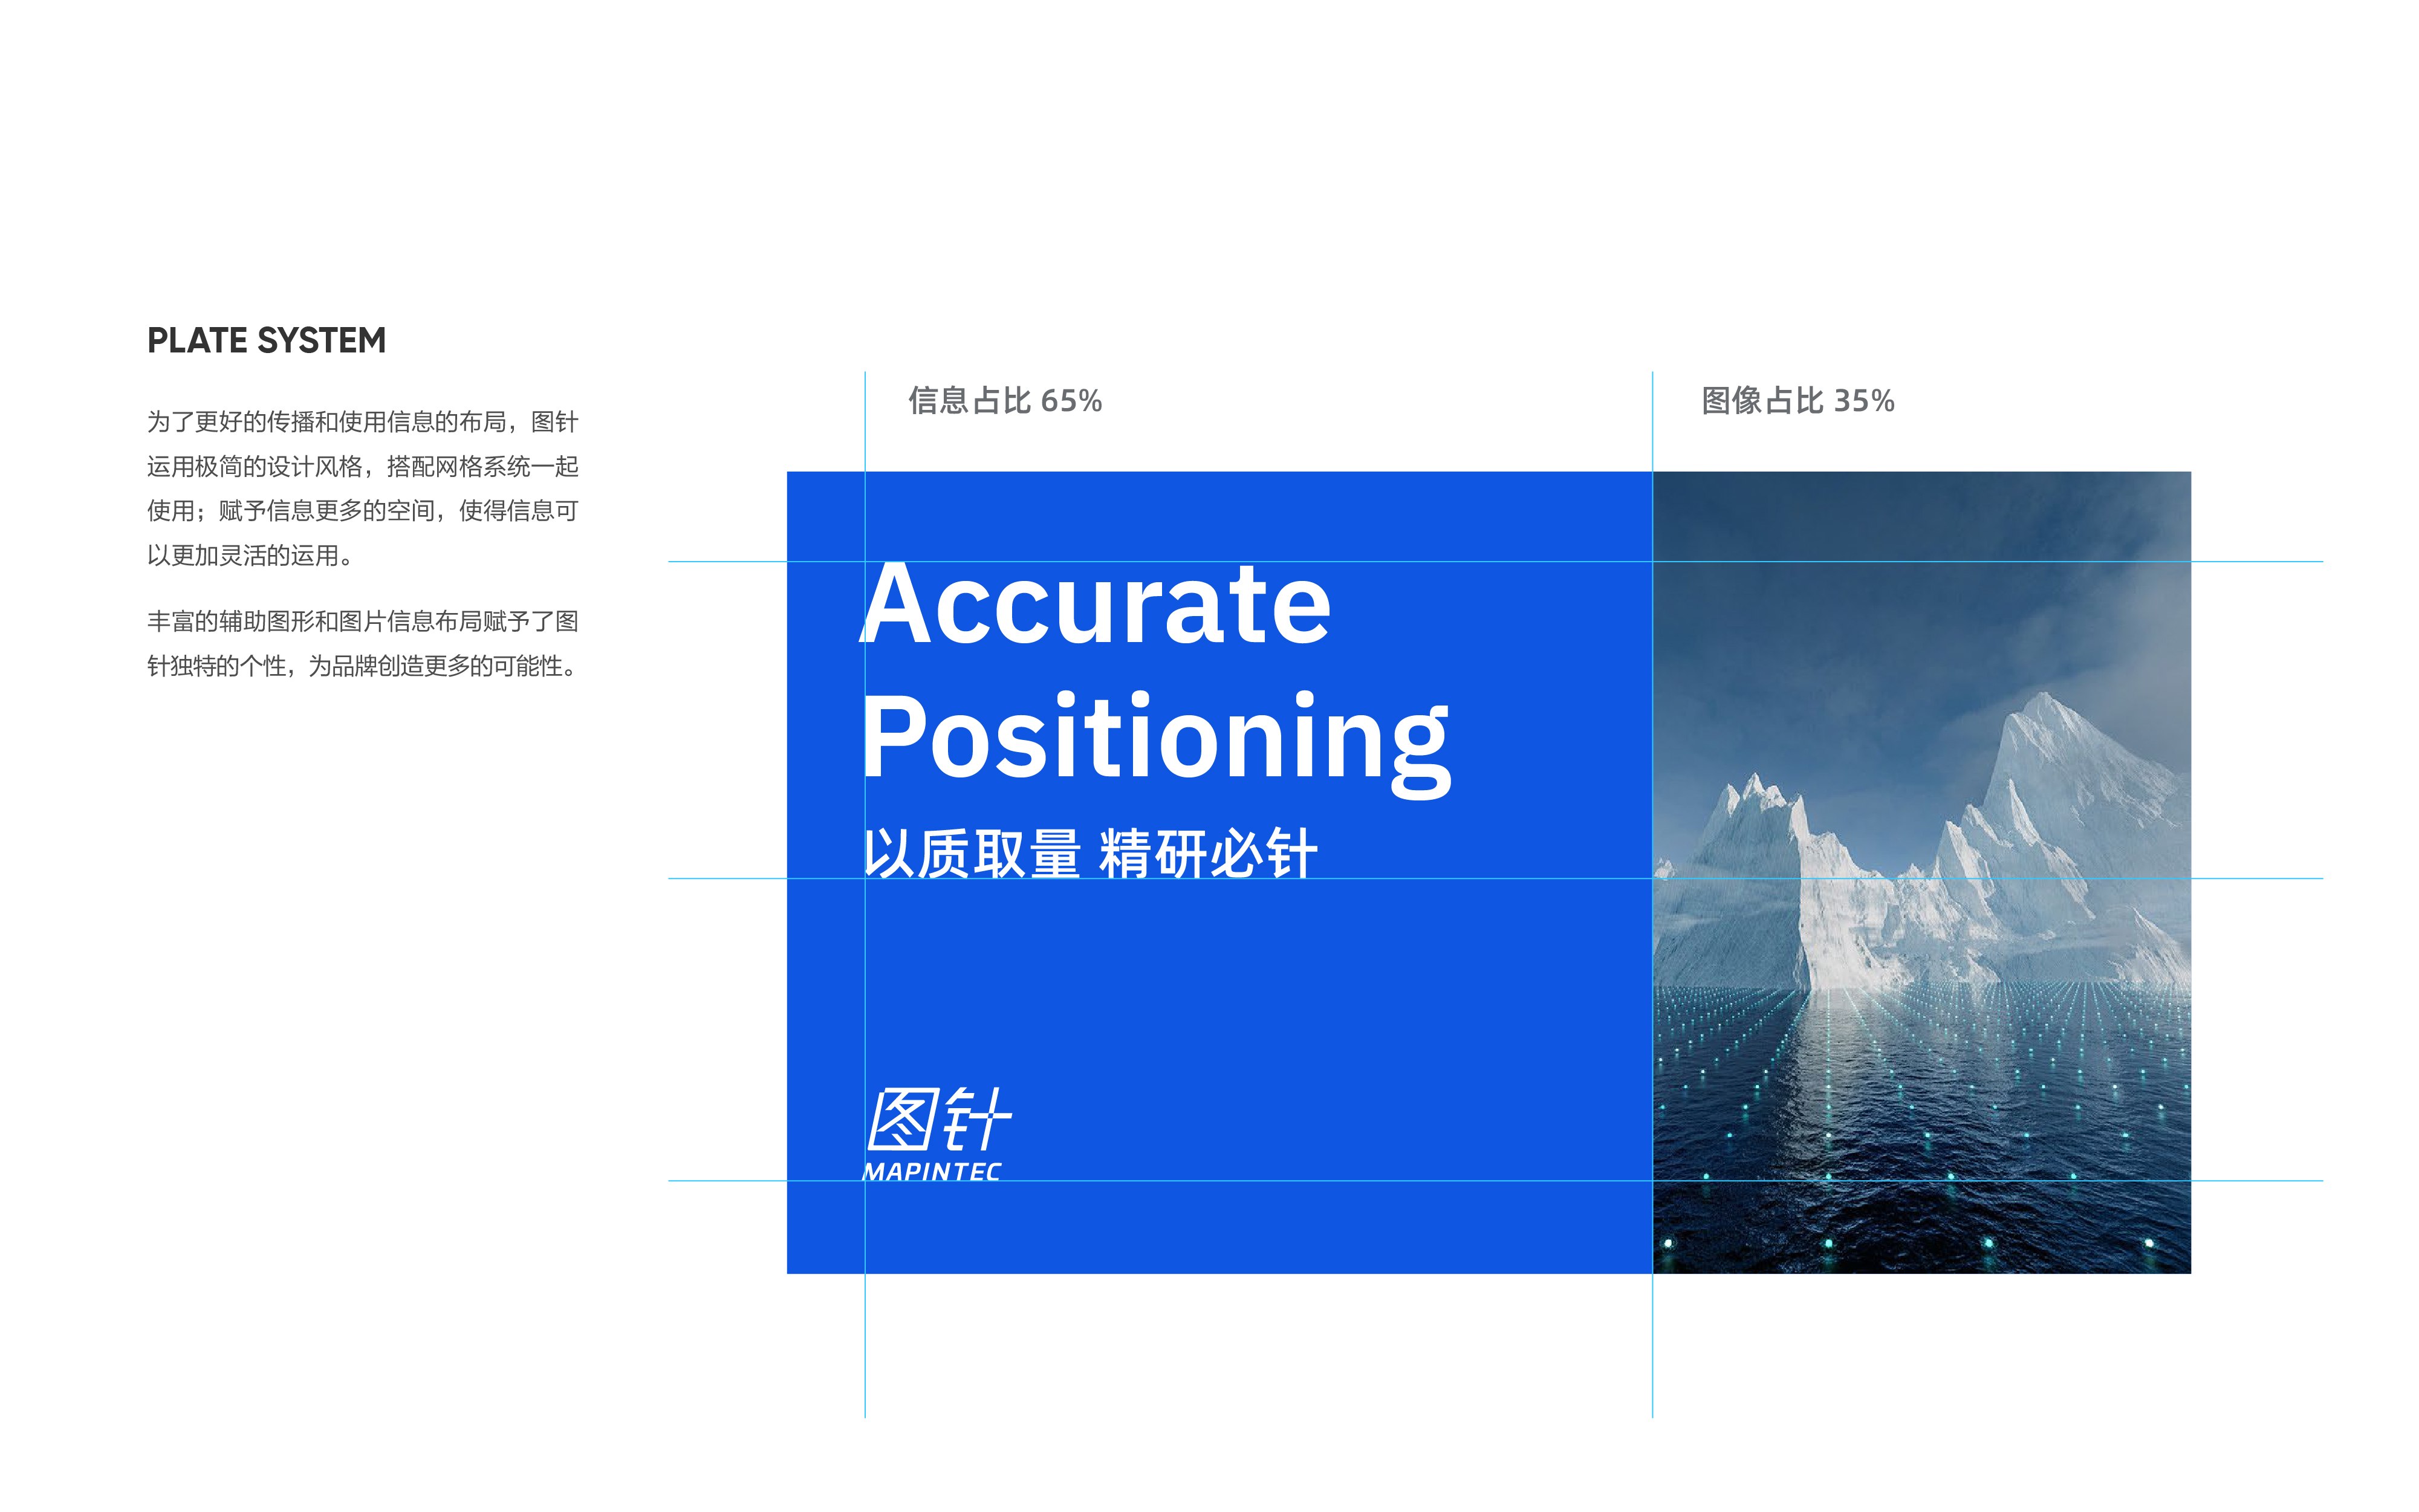 PLATE SYSTEM
为了更好的传播和使用信息的布局，图针
运用极简的设计风格，搭配网格系统一起
使用；赋予信息更多的空间，使得信息可
以更加灵活的运用。
丰富的辅助图形和图片信息布局赋予了图
针独特的个性，为品牌创造更多的可能性。
信息占比 65%
图像占比 35%
Accurate
Positioning
以质取量 精研必针
图针
MAPINTEC